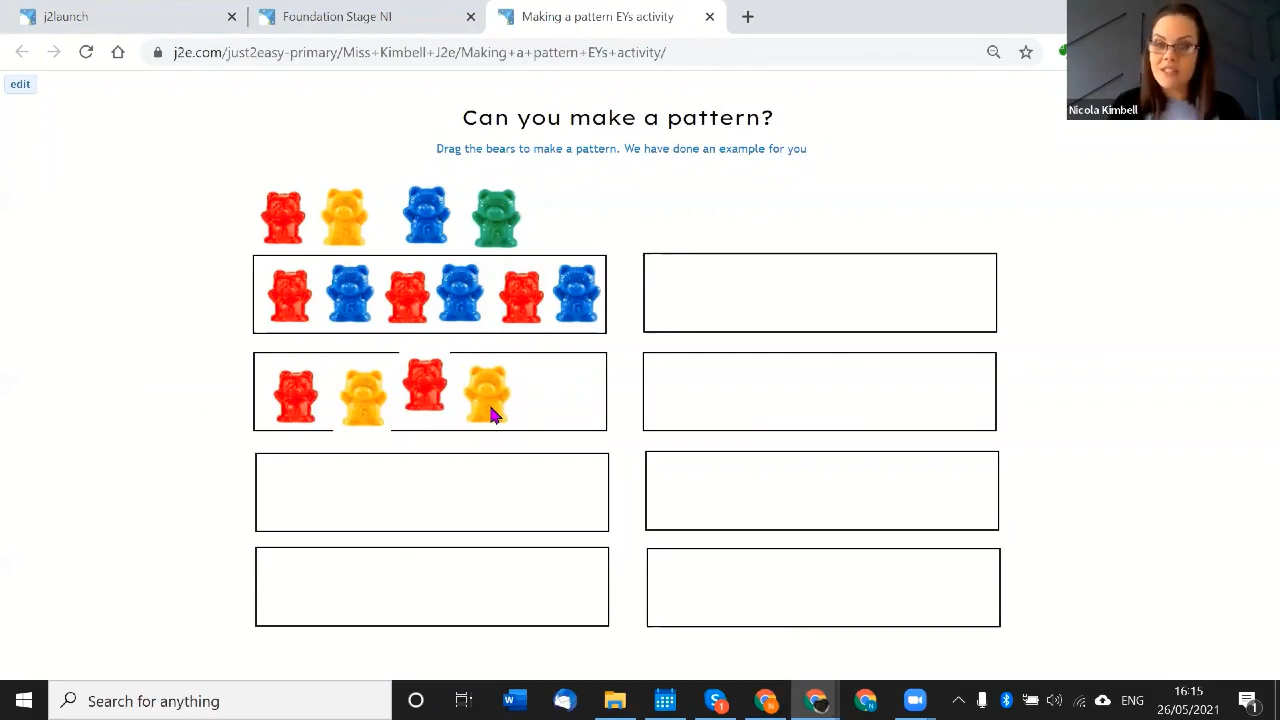 j2launch
Foundation Stage NI
Making a pattern EYs activity
j2e.com/just2easy-primary/Miss+Kimbell+J2e/Making+a+pattern+EYs+activity/
edit
Nicola Kimbell
Can you make a pattern?
Drag the bears to make a pattern. We have done an example for you
Search for anything
ENG
16:15
26/05/2021